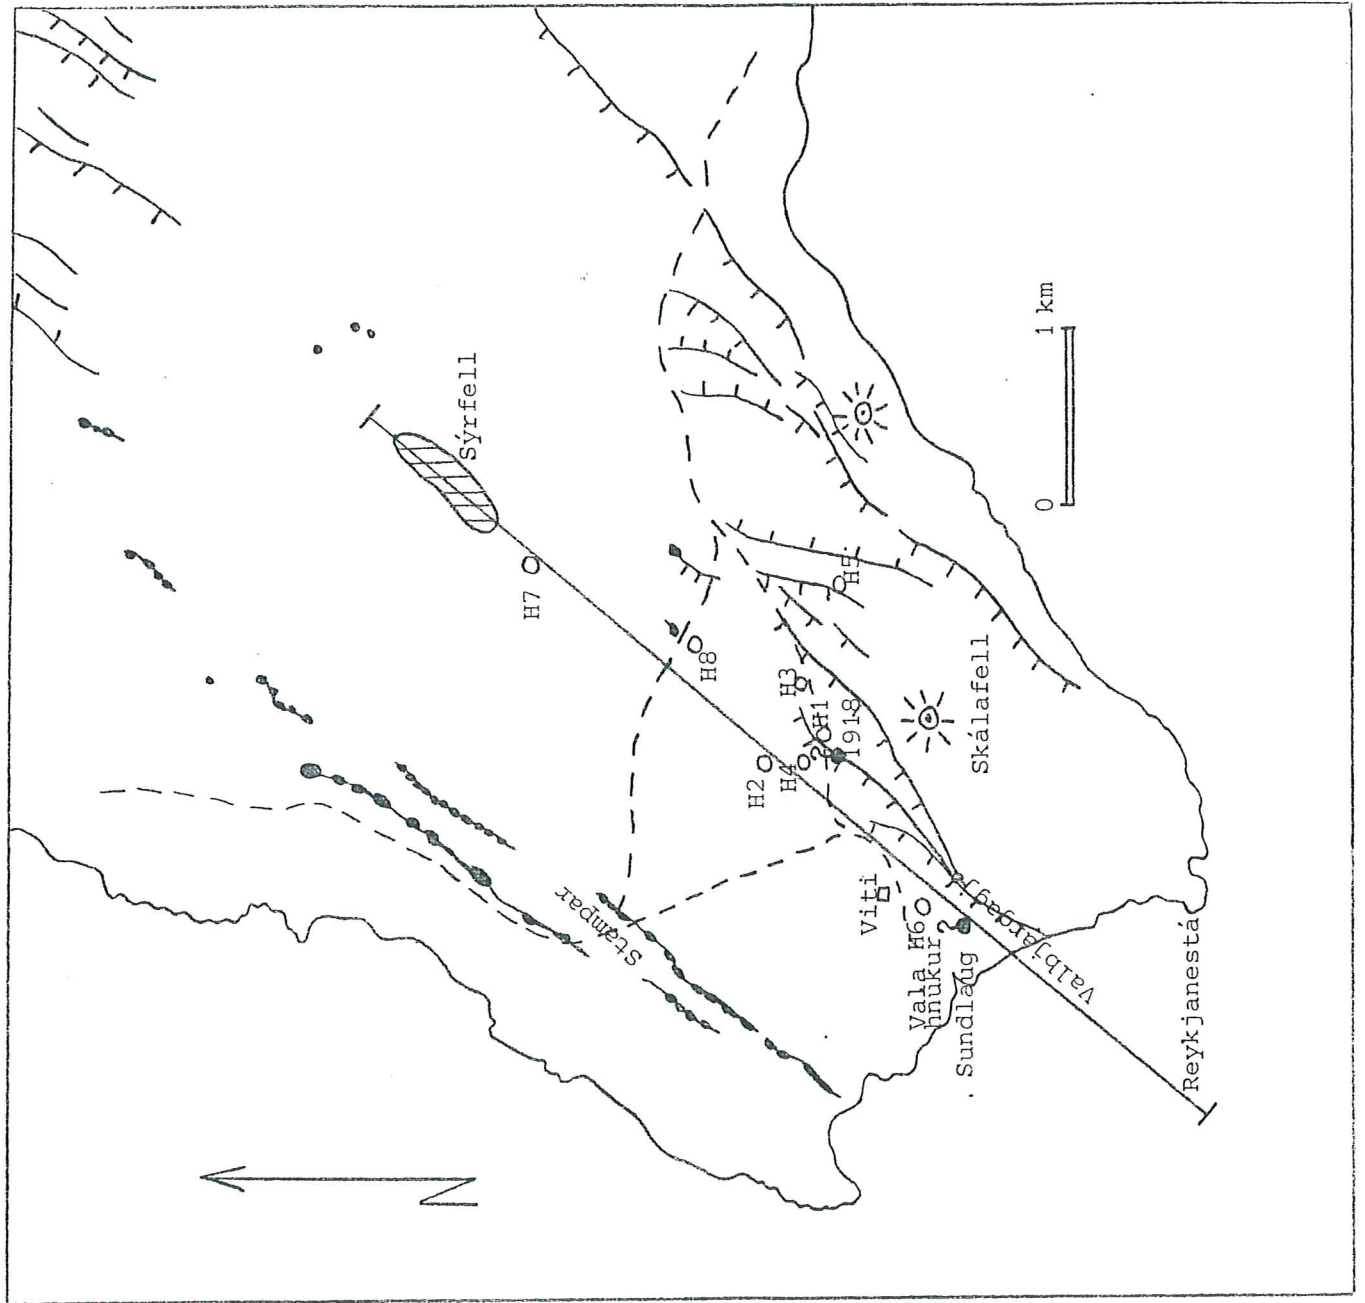 Sýrfell
H7
H8
H5
H3
H1
1918
H2
H4
?
Skálafell
0
1 km
Stampar
Viti
H6
Vala
hnúkur
?
Sundlaug
Valbjargargjá
Reykjanestá
N